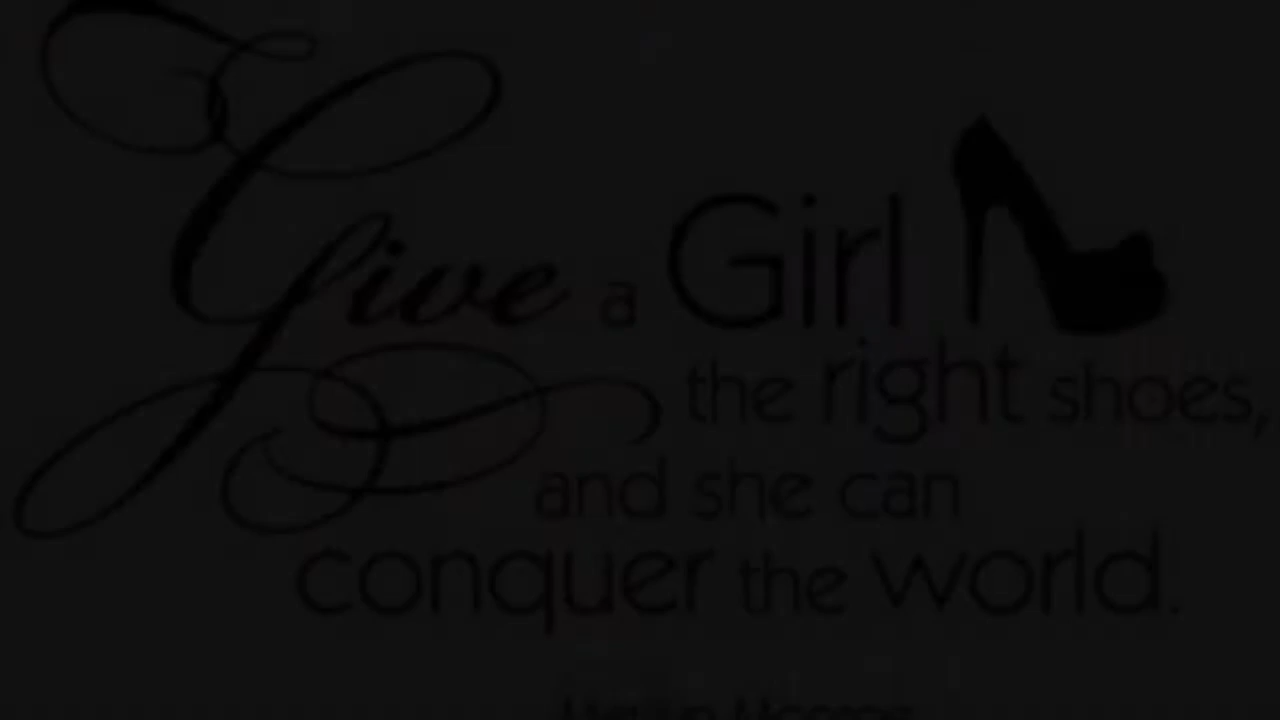 Give a Girl
the right shoes,
and she can
conquer the world.